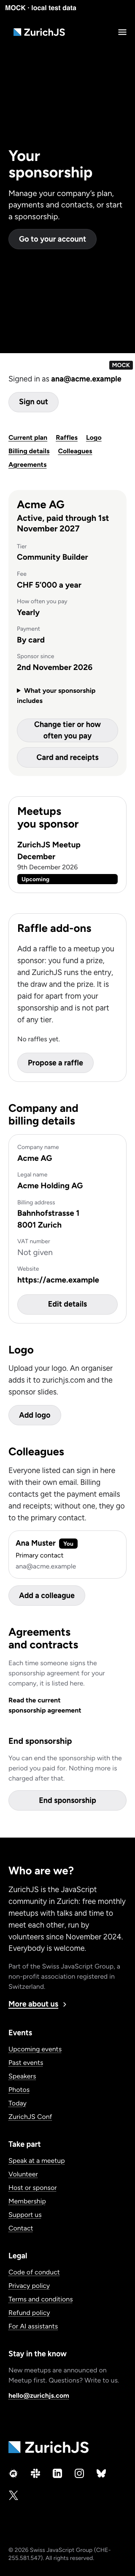 MOCK · local test data
ZurichJS
Your
sponsorship
Manage your company's plan,
payments and contacts, or start
a sponsorship.
Go to your account
MOCK
Signed in as ana@acme.example
Sign out
Current plan Raffles Logo
Billing details Colleagues
Agreements
Acme AG
Active, paid through 1st
November 2027
Tier
Community Builder
Fee
CHF 5'000 a year
How often you pay
Yearly
Payment
By card
Sponsor since
2nd November 2026
What your sponsorship
includes
Change tier or how
often you pay
Card and receipts
Meetups
you sponsor
ZurichJS Meetup
December
9th December 2026
Upcoming
Raffle add-ons
Add a raffle to a meetup you
sponsor: you fund a prize,
and ZurichJS runs the entry,
the draw and the prize. It is
paid for apart from your
sponsorship and is not part
of any tier.
No raffles yet.
Propose a raffle
Company and
billing details
Company name
Acme AG
Legal name
Acme Holding AG
Billing address
Bahnhofstrasse 1
8001 Zurich
VAT number
Not given
Website
https://acme.example
Edit details
Logo
Upload your logo. An organiser
adds it to zurichjs.com and the
sponsor slides.
Add logo
Colleagues
Everyone listed can sign in here
with their own email. Billing
contacts get the payment emails
and receipts; without one, they go
to the primary contact.
Ana Muster You
Primary contact
ana@acme.example
Add a colleague
Agreements
and contracts
Each time someone signs the
sponsorship agreement for your
company, it is listed here.
Read the current
sponsorship agreement
End sponsorship
You can end the sponsorship with the
period you paid for. Nothing more is
charged after that.
End sponsorship
Who are we?
ZurichJS is the JavaScript
community in Zurich: free monthly
meetups with talks and time to
meet each other, run by
volunteers since November 2024.
Everybody is welcome.
Part of the Swiss JavaScript Group, a
non-profit association registered in
Switzerland.
More about us
Events
Upcoming events
Past events
Speakers
Photos
Today
ZurichJS Conf
Take part
Speak at a meetup
Volunteer
Host or sponsor
Membership
Support us
Contact
Legal
Code of conduct
Privacy policy
Terms and conditions
Refund policy
For AI assistants
Stay in the know
New meetups are announced on
Meetup first. Questions? Write to us.
hello@zurichjs.com
ZurichJS
© 2026 Swiss JavaScript Group (CHE-
255.581.547). All rights reserved.